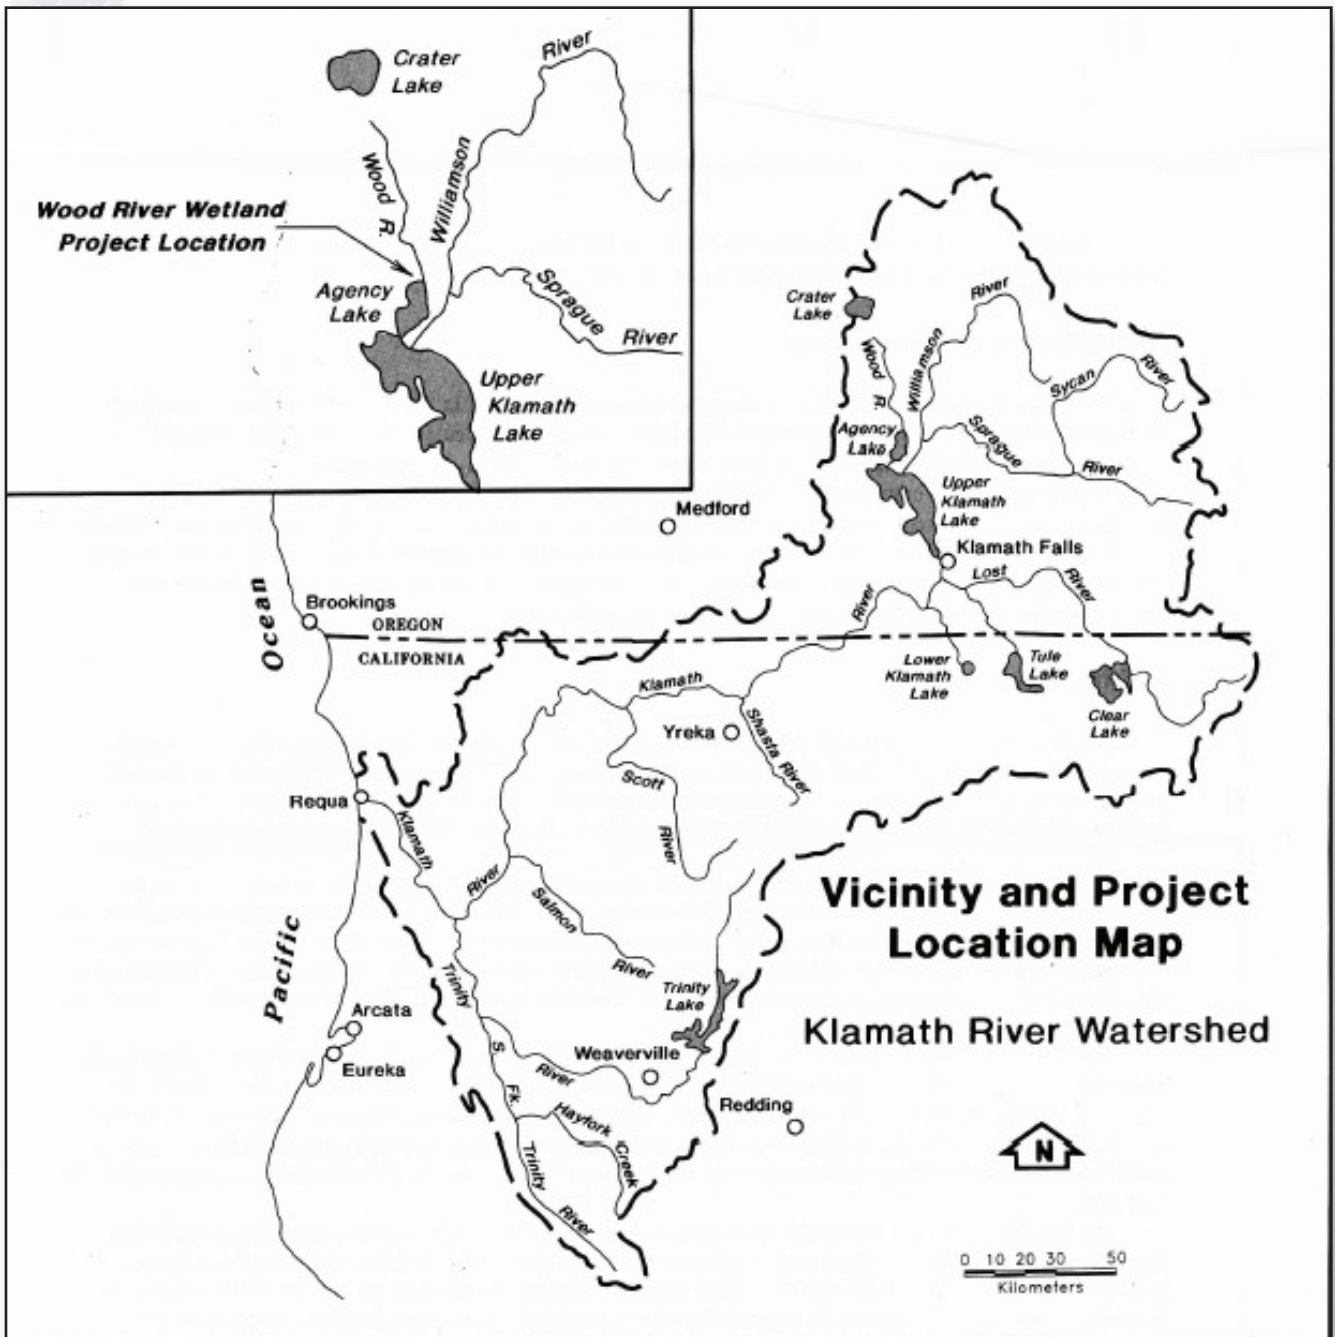 Crater
Lake
River
Wood R.
Williamson
Wood River Wetland
Project Location
Agency
Lake
Sprague
River
Upper
Klamath
Lake
Crater
Lake
River
Wood
R.
Williamson
Sycan
River
Agency
Lake
Sprague
River
Upper
Klamath
Lake
Medford
Klamath Falls
Lost
River
River
Ocean
Brookings
OREGON
CALIFORNIA
Lower
Klamath
Lake
Tule
Lake
Clear
Lake
Klamath
Yreka
Shasta River
Scott
River
Requa
Klamath
River
Salmon
River
Vicinity and Project
Location Map
Klamath River Watershed
Pacific
Trinity
Trinity
Lake
Arcata
Eureka
Weaverville
S.
Fk.
River
Hayfork
Creek
Redding
Trinity
River
N
0 10 20 30 50
Kilometers